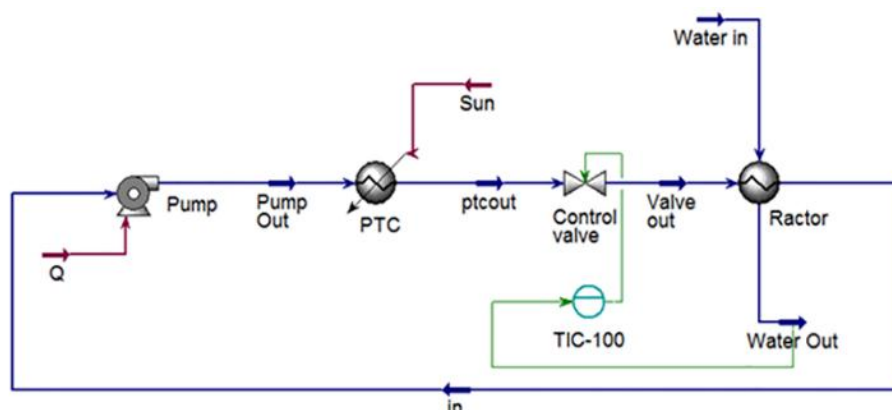 Water in
Sun
Pump
Pump
Out
PTC
ptcout
Control
valve
Valve
out
Ractor
Q
TIC-100
Water Out
in